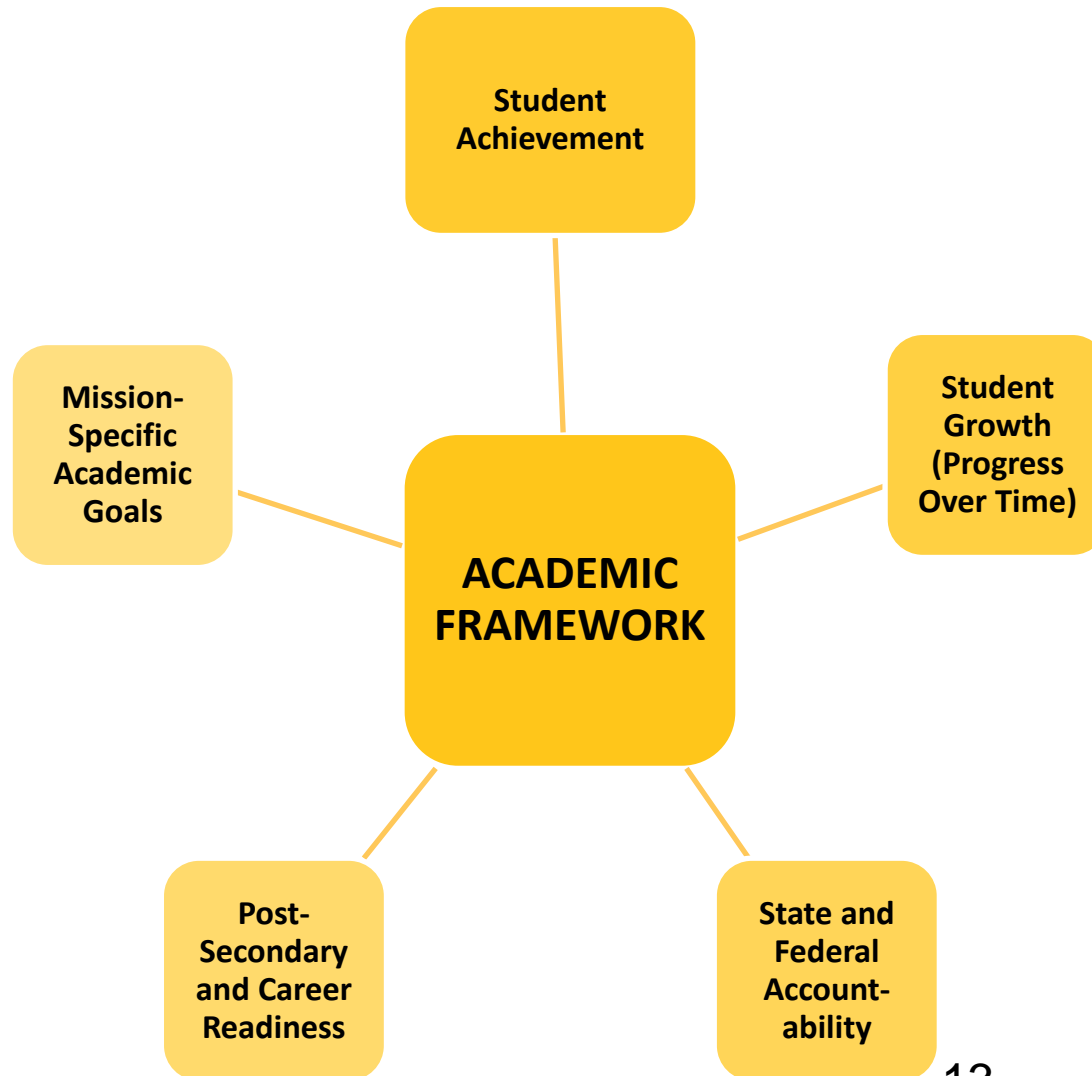 Student
Achievement
Mission-
Specific
Academic
Goals
Student
Growth
(Progress
Over Time)
ACADEMIC
FRAMEWORK
Post-
Secondary
and Career
Readiness
State and
Federal
Account-
ability